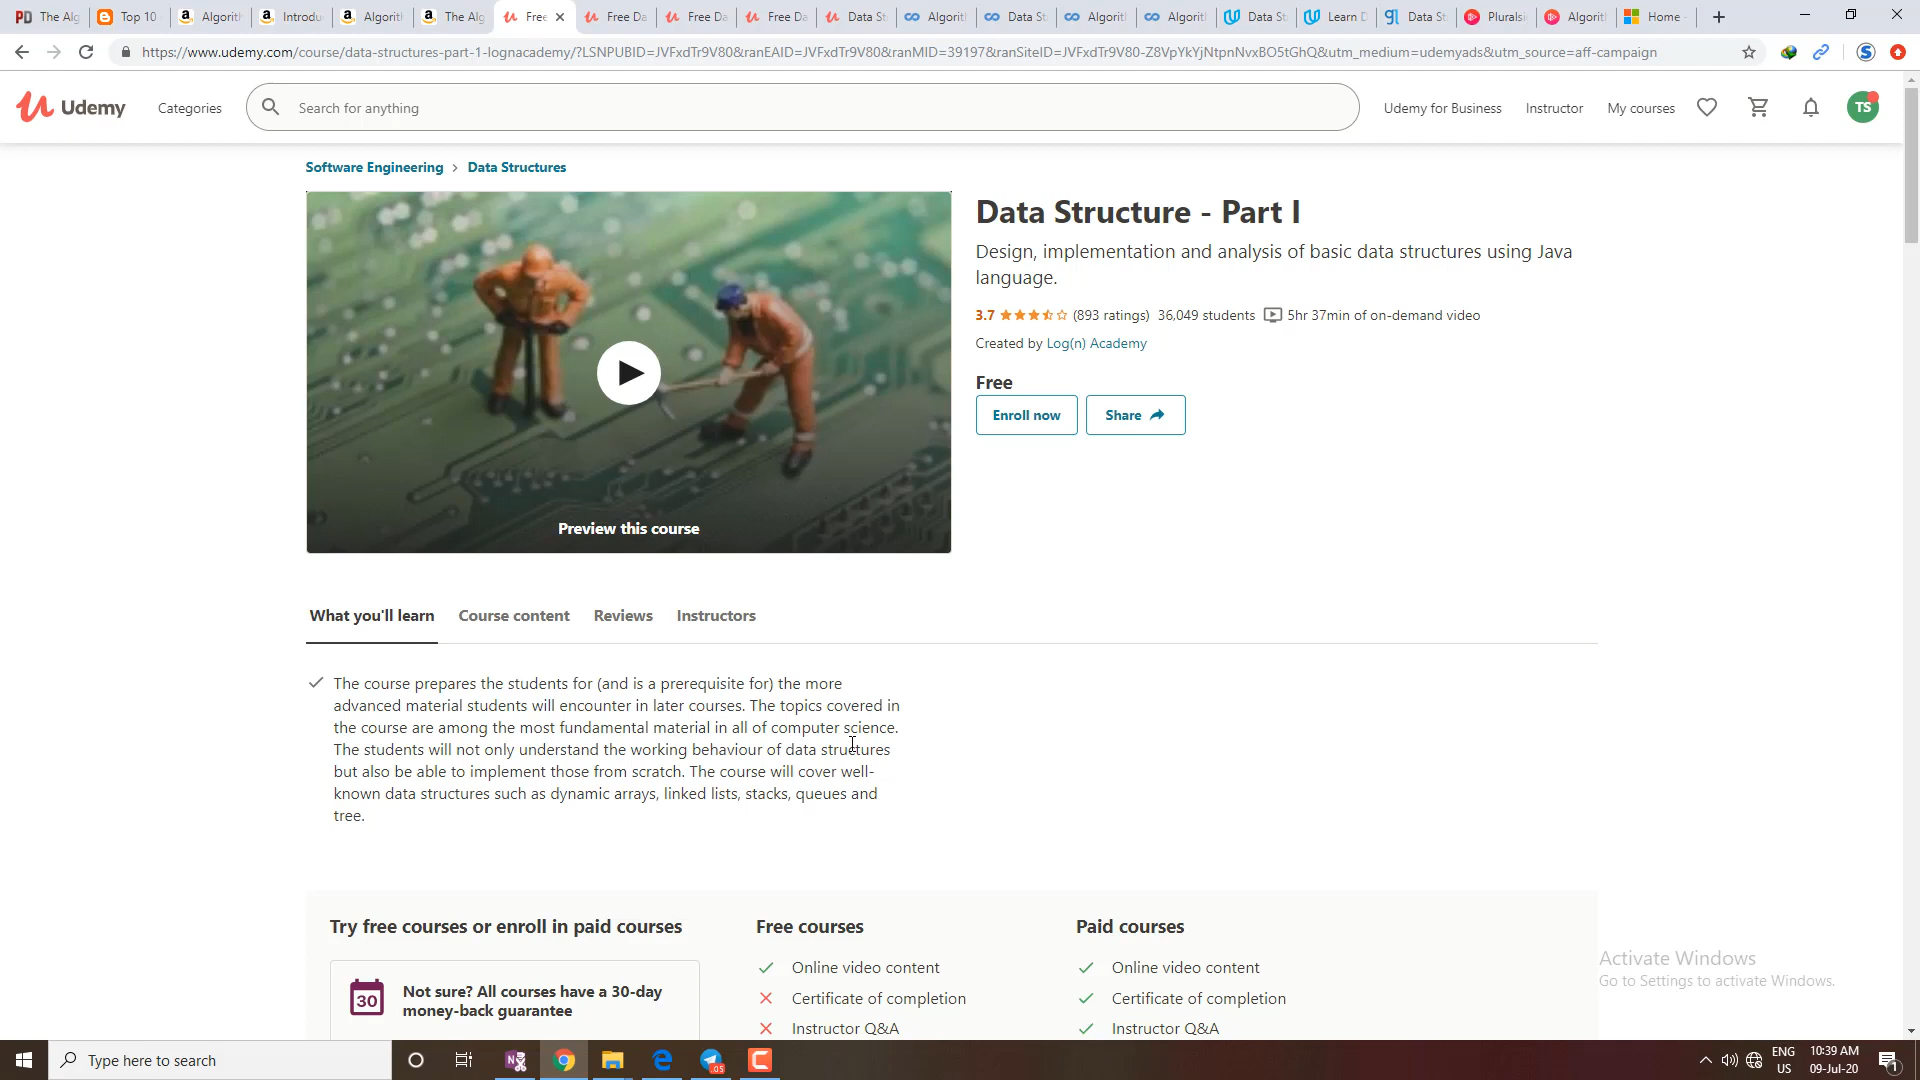 The Alg
Top 10
Algorit
Introdu
Algorit
The Alg
Free
Free Da
Free Da
Free Da
Data St
Algorit
Data St
Algorit
Algorit
Data St
Learn D
Data St
Pluralsi
Algorit
Home -
https://www.udemy.com/course/data-structures-part-1-lognacademy/?LSNPUBID=JVFxdTr9V80&ranEAID=JVFxdTr9V80&ranMID=39197&ranSiteID=JVFxdTr9V80-Z8VpYkYjNtpnNvxBO5tGhQ&utm_medium=udemyads&utm_source=aff-campaign
Udemy
Categories
Search for anything
Udemy for Business
Instructor
My courses
TS
Software Engineering > Data Structures
Data Structure - Part I
Design, implementation and analysis of basic data structures using Java
language.
3.7 (893 ratings) 36,049 students 5hr 37min of on-demand video
Created by Log(n) Academy
Free
Enroll now
Share
Preview this course
What you'll learn
Course content
Reviews
Instructors
The course prepares the students for (and is a prerequisite for) the more
advanced material students will encounter in later courses. The topics covered in
the course are among the most fundamental material in all of computer science.
The students will not only understand the working behaviour of data structures
but also be able to implement those from scratch. The course will cover well-
known data structures such as dynamic arrays, linked lists, stacks, queues and
tree.
Try free courses or enroll in paid courses
30
Not sure? All courses have a 30-day
money-back guarantee
Free courses
Online video content
Certificate of completion
Instructor Q&A
Paid courses
Online video content
Certificate of completion
Instructor Q&A
Activate Windows
Go to Settings to activate Windows.
Type here to search
ENG
US
10:39 AM
09-Jul-20
1